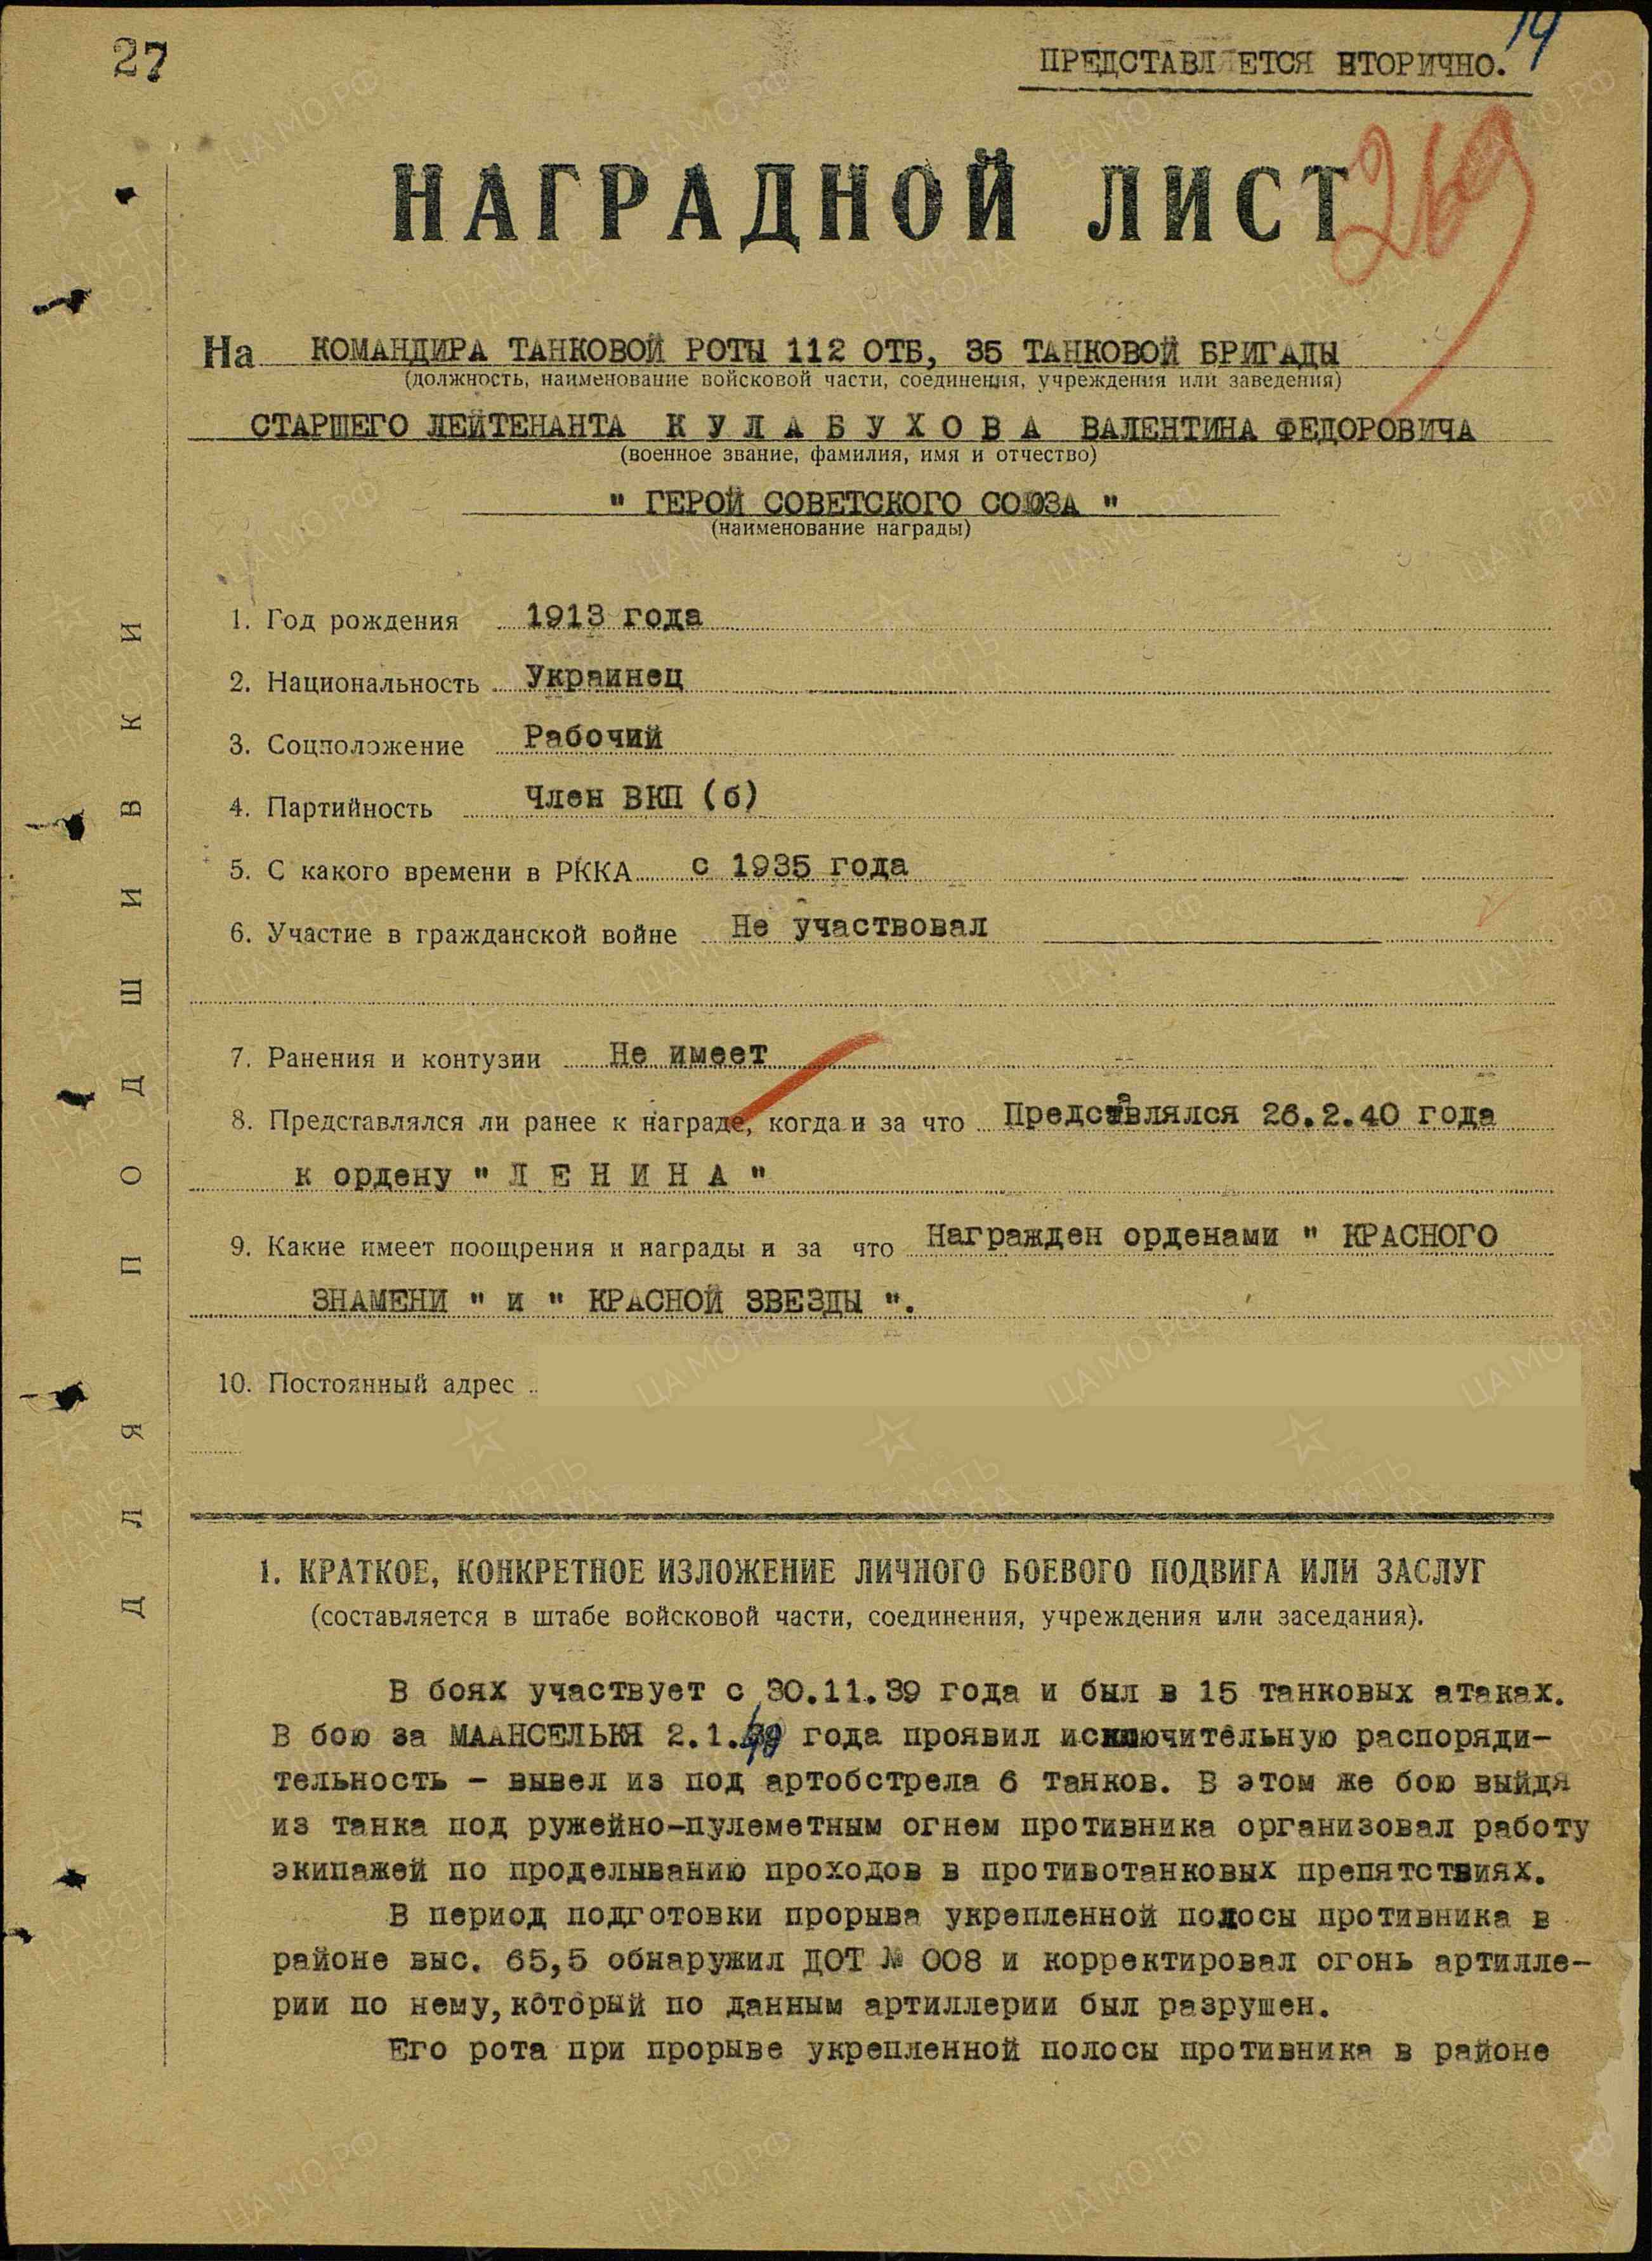 27
14
ПРЕДСТАВЛЯЕТСЯ ВТОРИЧНО.
269
НАГРАДНОЙ ЛИСТ
На КОМАНДИРА ТАНКОВОЙ РОТЫ 112 ОТБ, 35 ТАНКОВОЙ БРИГАДЫ
(должность, наименование войсковой части, соединения, учреждения или заведения)
СТАРШЕГО ЛЕЙТЕНАНТА К У Л А Б У Х О В А ВАЛЕНТИНА ФЕДОРОВИЧА
(военное звание, фамилия, имя и отчество)
" ГЕРОЙ СОВЕТСКОГО СОЮЗА "
(наименование награды)
1. Год рождения 1913 года
2. Национальность Украинец
3. Соцположение Рабочий
4. Партийность Член ВКП (б)
5. С какого времени в РККА с 1935 года
6. Участие в гражданской войне Не участвовал
7. Ранения и контузии Не имеет
8. Представлялся ли ранее к награде, когда и за что Представлялся 26.2.40 года
к ордену " Л Е Н И Н А "
9. Какие имеет поощрения и награды и за что Награжден орденами " КРАСНОГО
ЗНАМЕНИ " и " КРАСНОЙ ЗВЕЗДЫ ".
10. Постоянный адрес
ДЛЯ ПОДШИВКИ
1. КРАТКОЕ, КОНКРЕТНОЕ ИЗЛОЖЕНИЕ ЛИЧНОГО БОЕВОГО ПОДВИГА ИЛИ ЗАСЛУГ
(составляется в штабе войсковой части, соединения, учреждения или заседания).
В боях участвует с 30.11.39 года и был в 15 танковых атаках.
В бою за МААНСЕЛЬКЯ 2.1.40 года проявил исключительную распоряди-
тельность - вывел из под артобстрела 6 танков. В этом же бою выйдя
из танка под ружейно-пулеметным огнем противника организовал работу
экипажей по проделыванию проходов в противотанковых препятствиях.
В период подготовки прорыва укрепленной полосы противника в
районе выс. 65,5 обнаружил ДОТ № 008 и корректировал огонь артилле-
рии по нему, который по данным артиллерии был разрушен.
Его рота при прорыве укрепленной полосы противника в районе
ЦАМО.РФ
ПАМЯТЬ НАРОДА